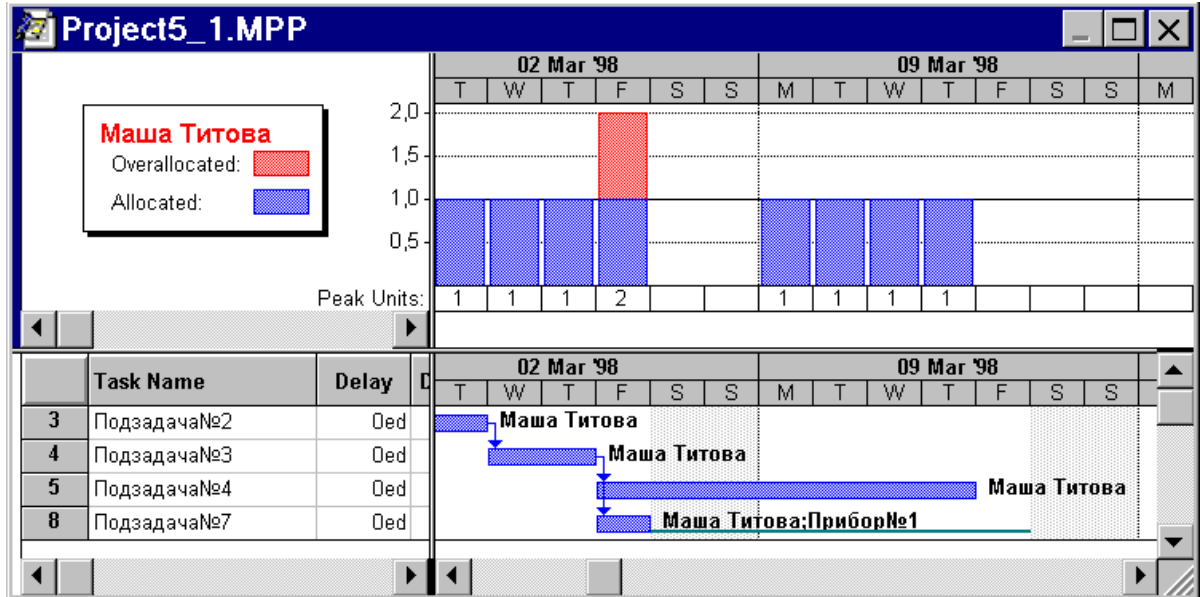 Project5_1.MPP
02 Mar '98 09 Mar '98
T W T F S S M T W T F S S M
Маша Титова
Overallocated:
Allocated:
2,0
1,5
1,0
0,5
Peak Units: 1 1 1 2 1 1 1 1
Task Name Delay D 02 Mar '98 09 Mar '98
T W T F S S M T W T F S S
3 Подзадача№2 0ed Маша Титова
4 Подзадача№3 0ed Маша Титова
5 Подзадача№4 0ed Маша Титова
8 Подзадача№7 0ed Маша Титова;Прибор№1